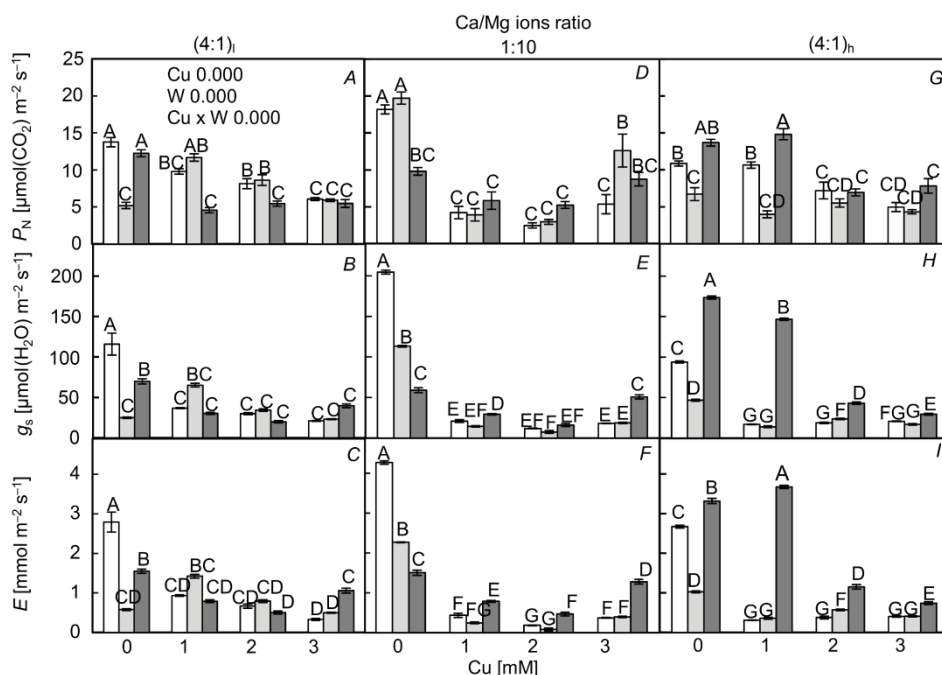 Ca/Mg ions ratio
(4:1)l 1:10 (4:1)h
25
20
15
10
5
0
PN [µmol(CO2) m–2 s–1]
Cu 0.000
W 0.000
Cu x W 0.000
A
A C A
BC AB C
B B C
C C C
D
A A BC
C C C
C C C
C B BC
G
B C AB
B CD A
C CD C
CD CD C
200
150
100
50
0
gs [µmol(H2O) m–2 s–1]
B
A C B
C BC C
C C C
C C C
E
A B C
E EF D
EF F EF
E E C
H
C D A
G G B
G F D
FG G E
4
3
2
1
0
E [mmol m–2 s–1]
C
A CD B
CD BC CD
CD CD D
D D C
F
A B C
F FG E
G G F
F F D
I
C D B
G G A
G F D
G G E
0 1 2 3 0 1 2 3 0 1 2 3
Cu [mM]